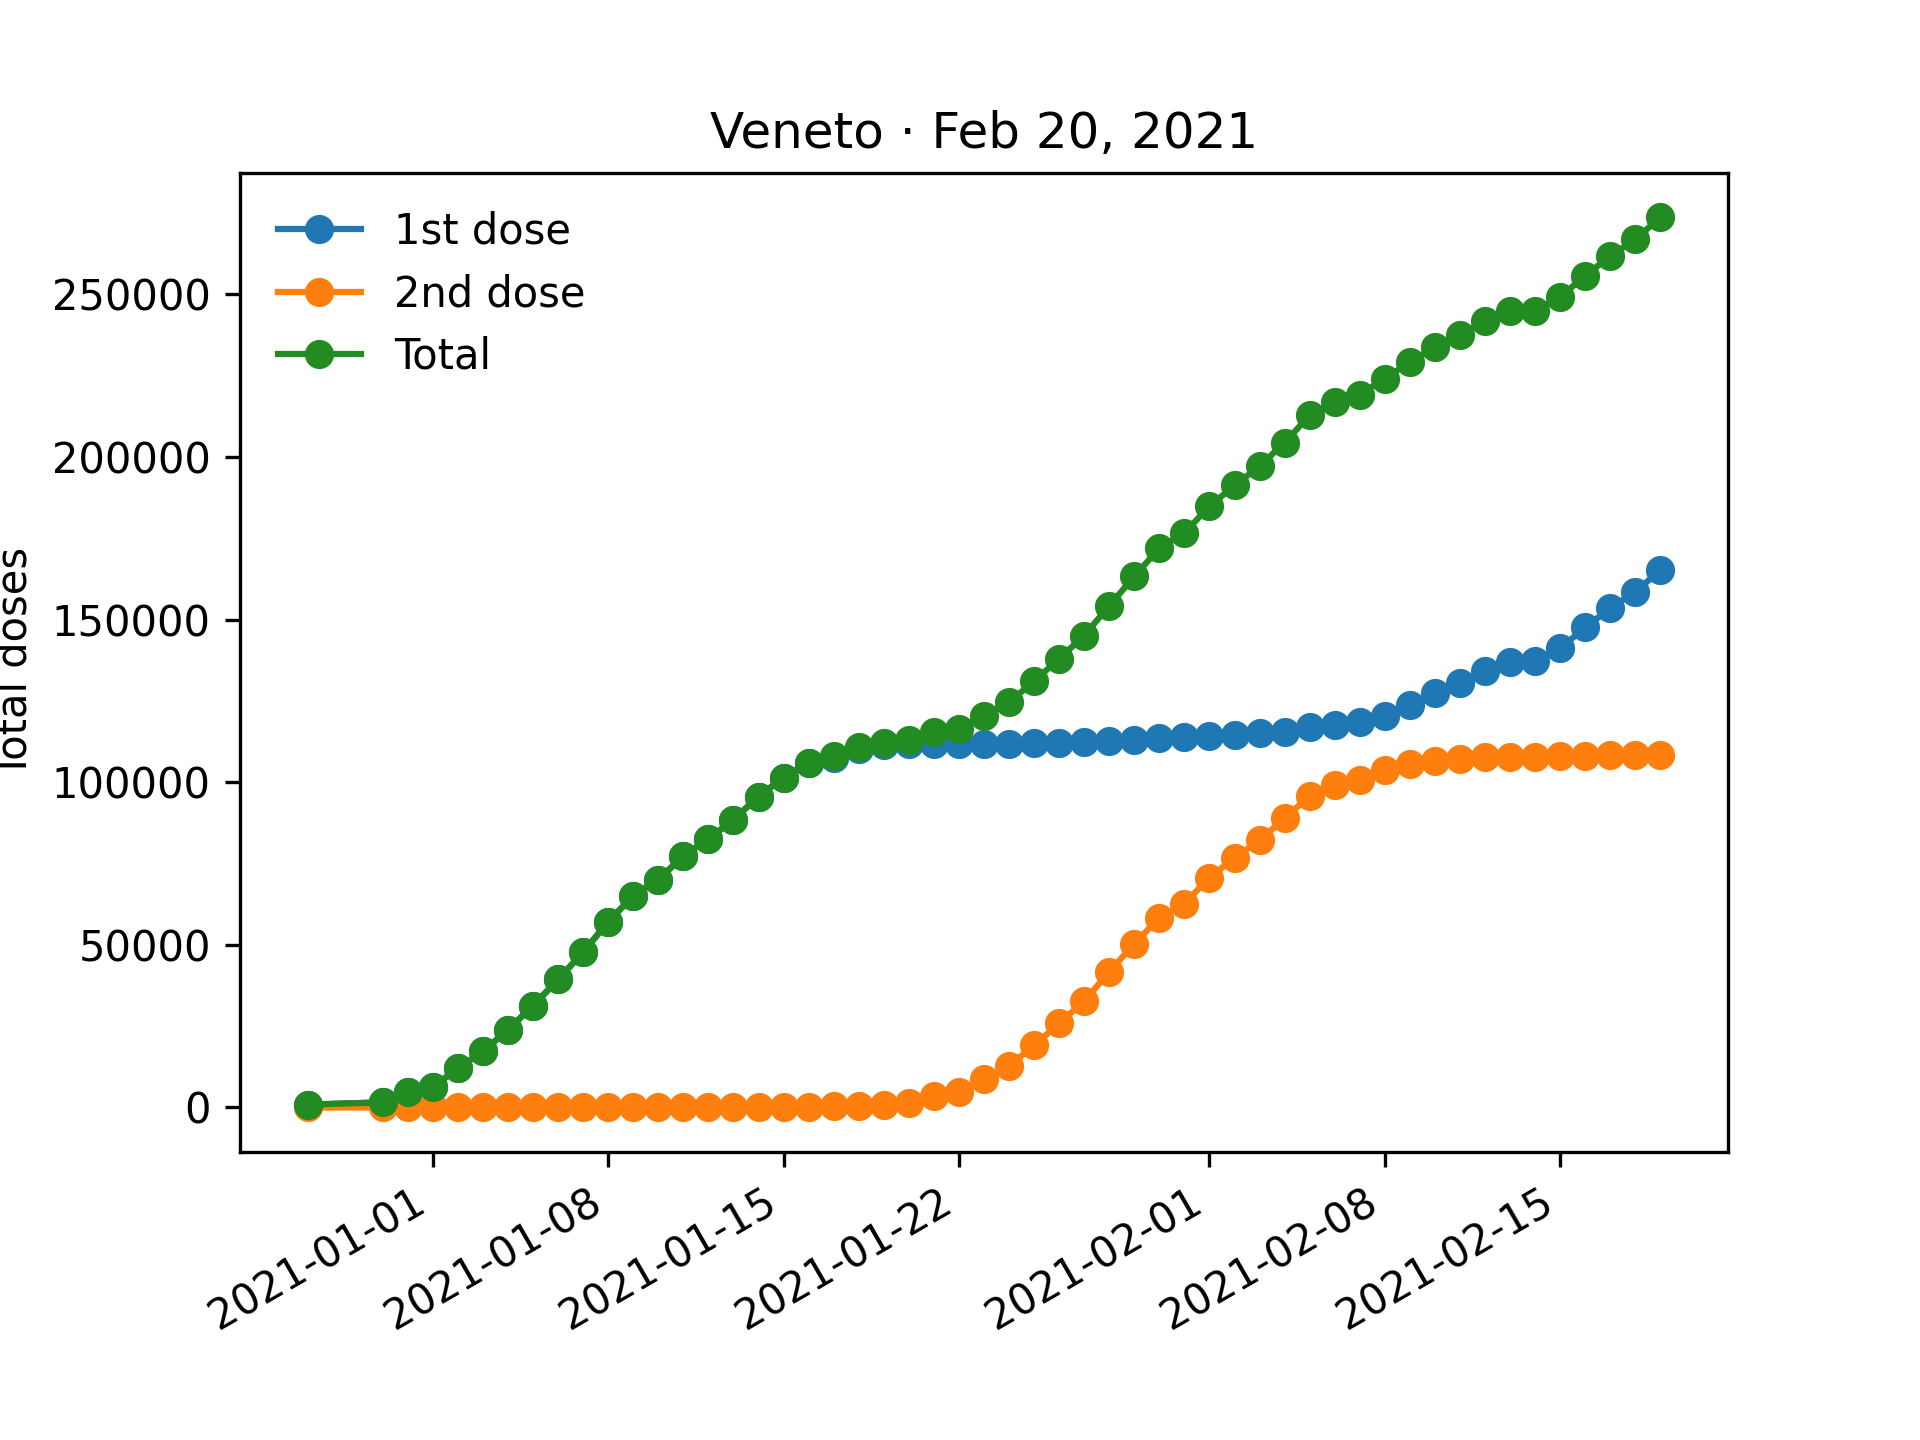 Veneto · Feb 20, 2021
1st dose
2nd dose
Total
250000
200000
150000
100000
50000
0
Total doses
2021-01-01
2021-01-08
2021-01-15
2021-01-22
2021-02-01
2021-02-08
2021-02-15